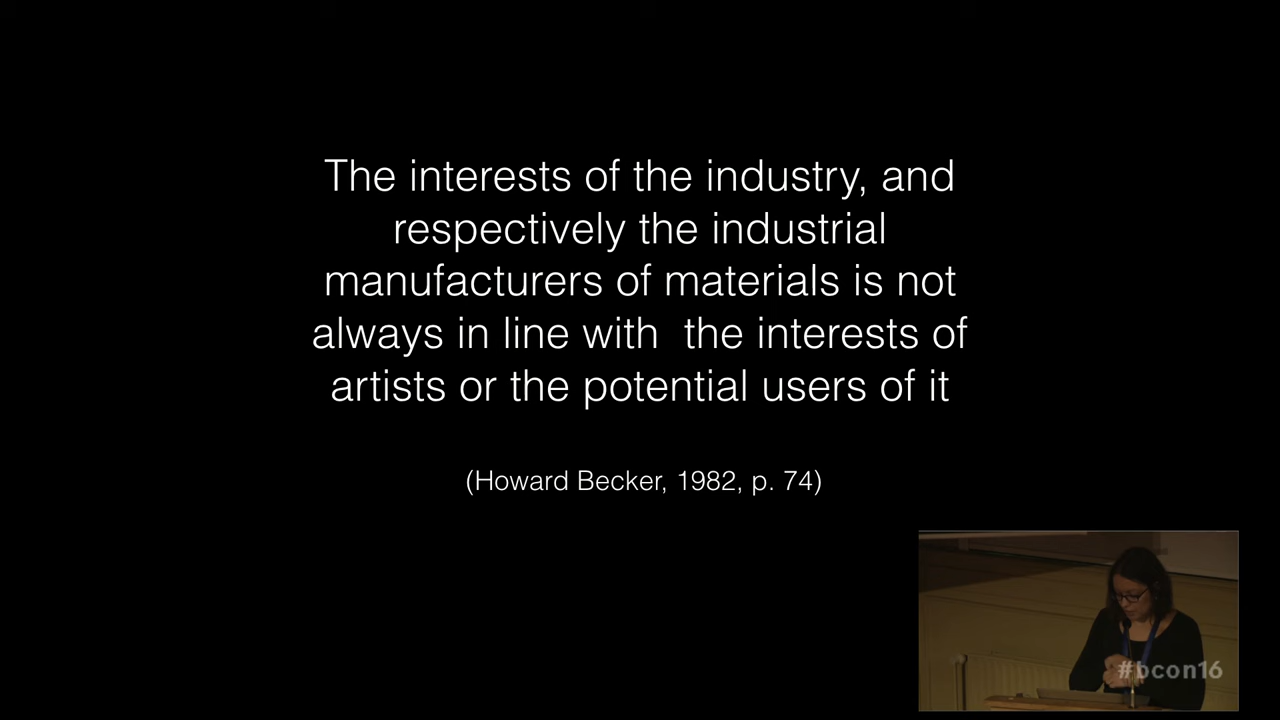 The interests of the industry, and
respectively the industrial
manufacturers of materials is not
always in line with  the interests of
artists or the potential users of it
(Howard Becker, 1982, p. 74)
#bcon16